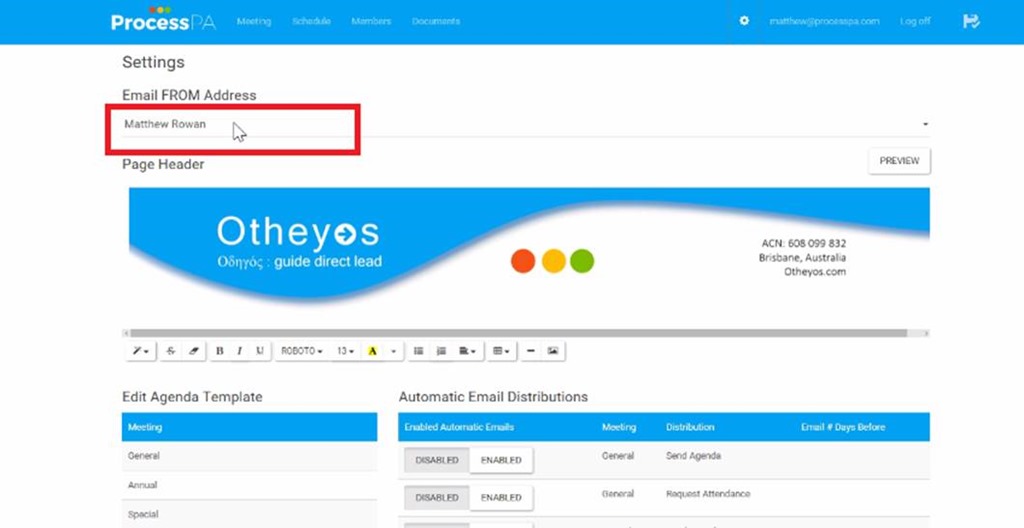 ProcessPA Meeting Schedule Members Documents matthew@processpa.com Log off
Settings
Email FROM Address
Matthew Rowan
Page Header PREVIEW
Otheyos
Οδηγός : guide direct lead
ACN: 608 099 832
Brisbane, Australia
Otheyos.com
B I U ROBOTO 13 A
Edit Agenda Template Automatic Email Distributions
Meeting Enabled Automatic Emails Meeting Distribution Email # Days Before
General DISABLED ENABLED General Send Agenda
Annual
DISABLED ENABLED General Request Attendance
Special